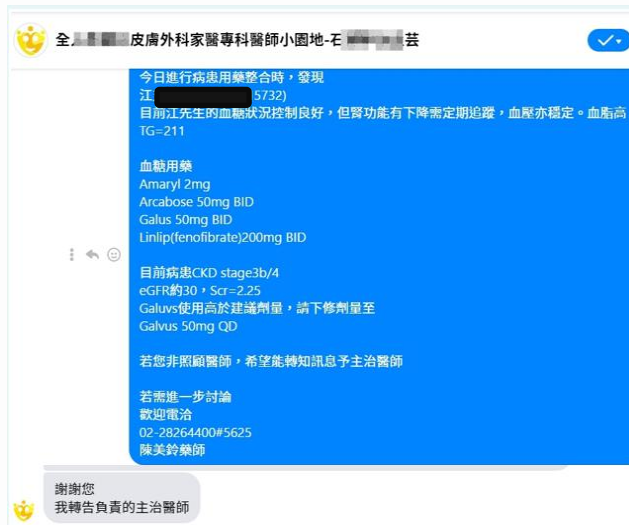 全人 皮膚外科家醫專科醫師小園地-石 芸
今日進行病患用藥整合時，發現
江 5732)
目前江先生的血糖狀況控制良好，但腎功能有下降需定期追蹤，血壓亦穩定。血脂高
TG=211
血糖用藥
Amaryl 2mg
Arcabose 50mg BID
Galus 50mg BID
Linlip(fenofibrate)200mg BID
目前病患CKD stage3b/4
eGFR約30，Scr=2.25
Galuvs使用高於建議劑量，請下修劑量至
Galvus 50mg QD
若您非照顧醫師，希望能轉知訊息予主治醫師
若需進一步討論
歡迎電洽
02-28264400#5625
陳美鈴藥師
謝謝您
我轉告負責的主治醫師